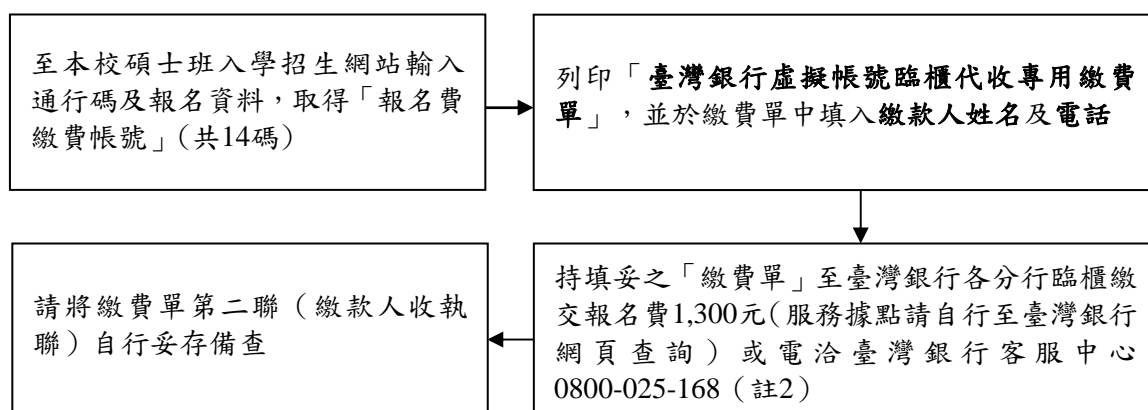 至本校碩士班入學招生網站輸入
通行碼及報名資料，取得「報名費
繳費帳號」（共14碼）
列印「臺灣銀行虛擬帳號臨櫃代收專用繳費
單」，並於繳費單中填入繳款人姓名及電話
持填妥之「繳費單」至臺灣銀行各分行臨櫃繳
交報名費1,300元（服務據點請自行至臺灣銀行
網頁查詢）或電洽臺灣銀行客服中心
0800-025-168（註2）
請將繳費單第二聯（繳款人收執
聯）自行妥存備查